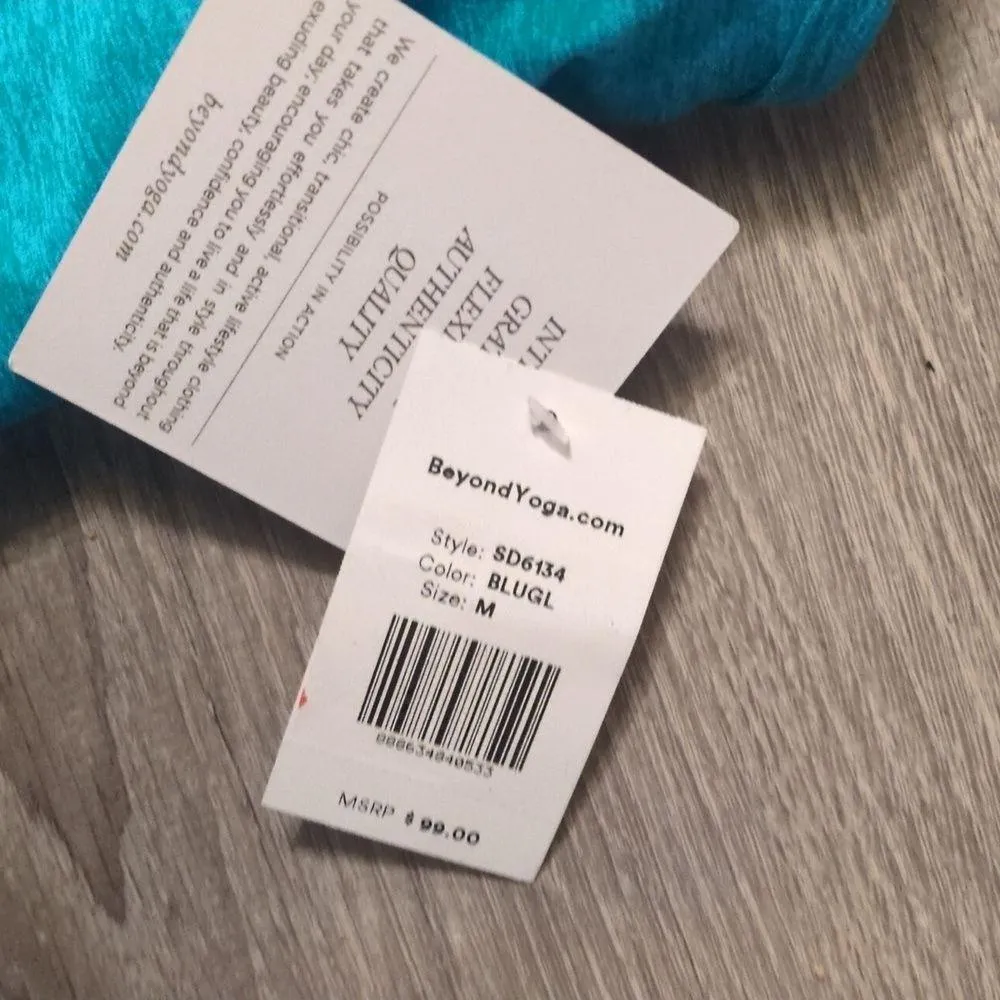 INT
GRA
FLEXI
AUTHENTICITY
QUALITY
POSSIBILITY IN ACTION
We create chic, transitional, active lifestyle clothing
that takes you effortlessly and in style throughout
your day, encouraging you to live a life that is beyond
exuding beauty, confidence and authenticity.
beyondyoga.com
BeyondYoga.com
Style: SD6134
Color: BLUGL
Size: M
888634840533
MSRP $ 99.00